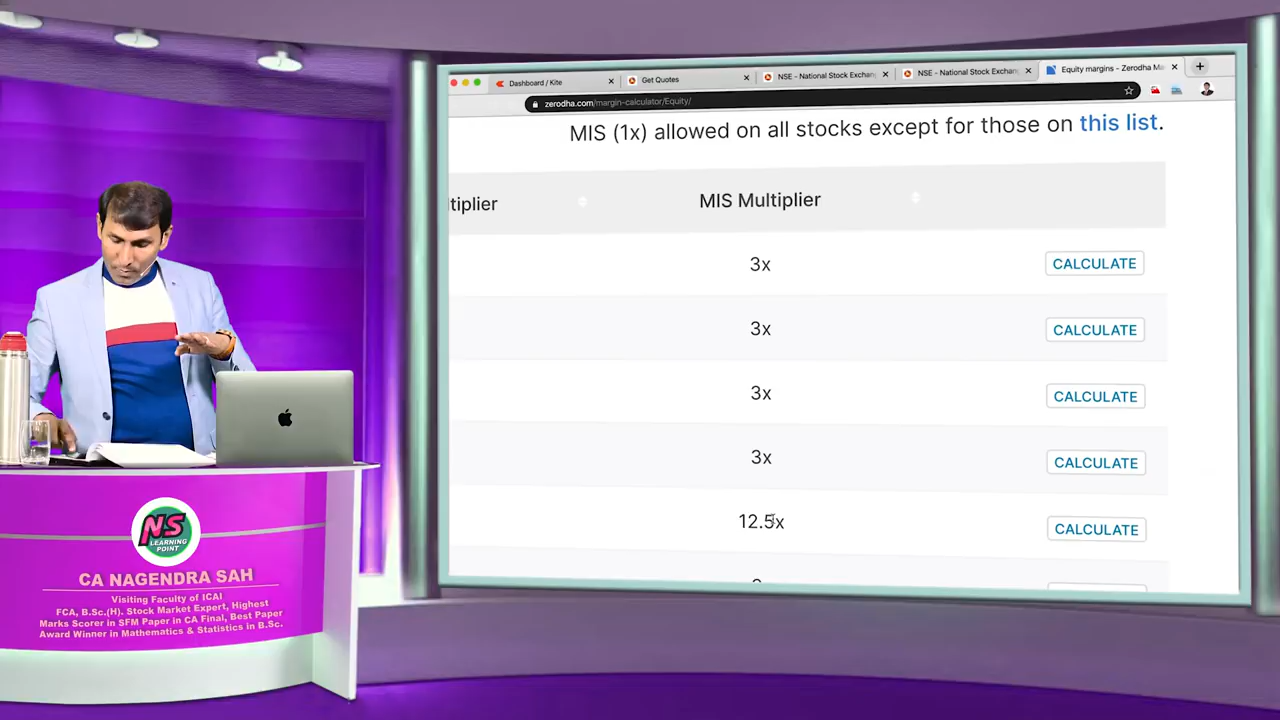 Dashboard / Kite
Get Quotes
NSE - National Stock Exchan
NSE - National Stock Exchan
Equity margins - Zerodha Ma
zerodha.com/margin-calculator/Equity/
MIS (1x) allowed on all stocks except for those on this list.
tiplier
MIS Multiplier
3x
CALCULATE
3x
CALCULATE
3x
CALCULATE
3x
CALCULATE
12.5x
CALCULATE
NS
LEARNING
POINT
CA NAGENDRA SAH
Visiting Faculty of ICAI
FCA, B.Sc.(H). Stock Market Expert, Highest
Marks Scorer in SFM Paper in CA Final, Best Paper
Award Winner in Mathematics & Statistics in B.Sc.